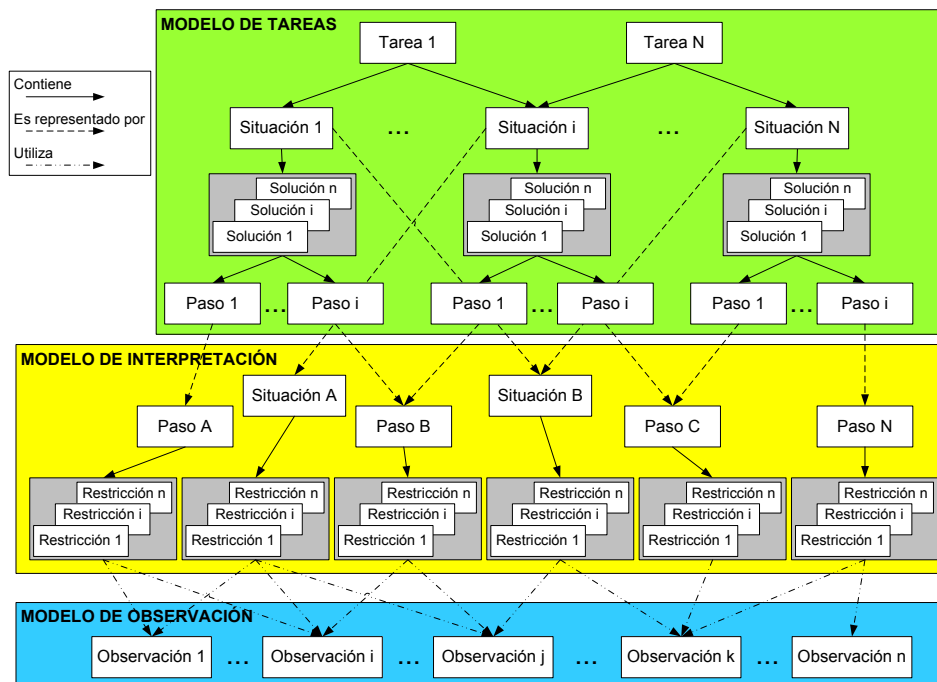 MODELO DE TAREAS
Tarea 1
Tarea N
Contiene
Es representado por
Utiliza
Situación 1
...
Situación i
...
Situación N
Solución n
Solución i
Solución 1
Solución n
Solución i
Solución 1
Solución n
Solución i
Solución 1
Paso 1
...
Paso i
Paso 1
...
Paso i
Paso 1
...
Paso i
MODELO DE INTERPRETACIÓN
Situación A
Situación B
Paso A
Paso B
Paso C
Paso N
Restricción n
Restricción i
Restricción 1
Restricción n
Restricción i
Restricción 1
Restricción n
Restricción i
Restricción 1
Restricción n
Restricción i
Restricción 1
Restricción n
Restricción i
Restricción 1
Restricción n
Restricción i
Restricción 1
MODELO DE OBSERVACIÓN
Observación 1
...
Observación i
...
Observación j
...
Observación k
...
Observación n